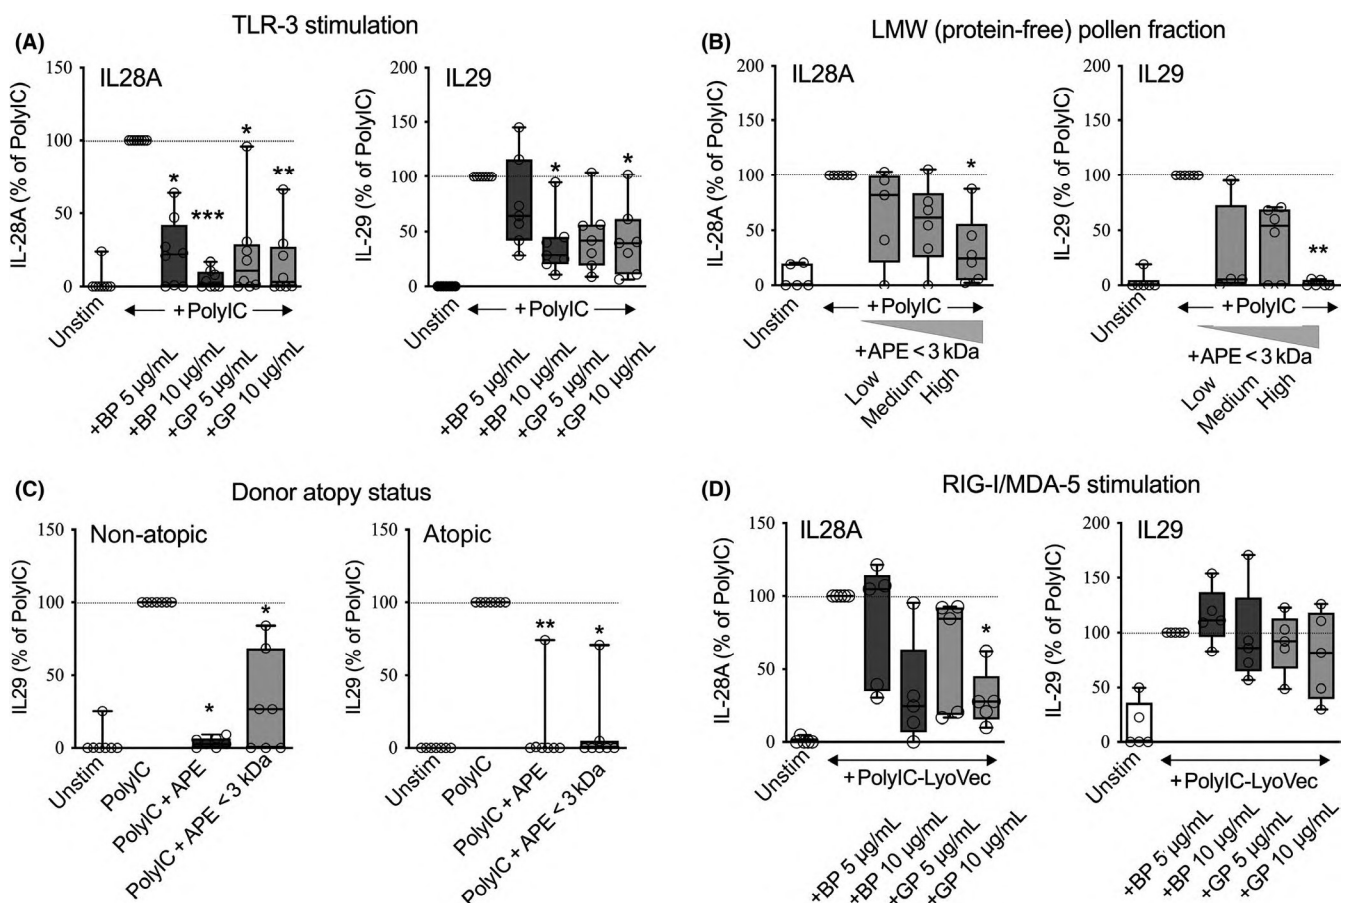 TLR-3 stimulation
(A)
IL28A
IL-28A (% of PolyIC)
150
100
50
0
*
***
*
**
Unstim
+PolyIC
+BP 5 µg/mL
+BP 10 µg/mL
+GP 5 µg/mL
+GP 10 µg/mL
IL29
IL-29 (% of PolyIC)
200
150
100
50
0
*
*
Unstim
+PolyIC
+BP 5 µg/mL
+BP 10 µg/mL
+GP 5 µg/mL
+GP 10 µg/mL
LMW (protein-free) pollen fraction
(B)
IL28A
IL-28A (% of PolyIC)
200
150
100
50
0
*
Unstim
+PolyIC
+APE < 3 kDa
Low
Medium
High
IL29
IL-29 (% of PolyIC)
200
150
100
50
0
**
Unstim
+PolyIC
+APE < 3 kDa
Low
Medium
High
(C)
Donor atopy status
Non-atopic
IL29 (% of PolyIC)
150
100
50
0
*
*
Unstim
PolyIC
PolyIC + APE
PolyIC + APE < 3 kDa
Atopic
IL29 (% of PolyIC)
150
100
50
0
**
*
Unstim
PolyIC
PolyIC + APE
PolyIC + APE < 3 kDa
(D)
RIG-I/MDA-5 stimulation
IL28A
IL-28A (% of PolyIC)
150
100
50
0
*
Unstim
+PolyIC-LyoVec
+BP 5 µg/mL
+BP 10 µg/mL
+GP 5 µg/mL
+GP 10 µg/mL
IL29
IL-29 (% of PolyIC)
200
150
100
50
0
Unstim
+PolyIC-LyoVec
+BP 5 µg/mL
+BP 10 µg/mL
+GP 5 µg/mL
+GP 10 µg/mL